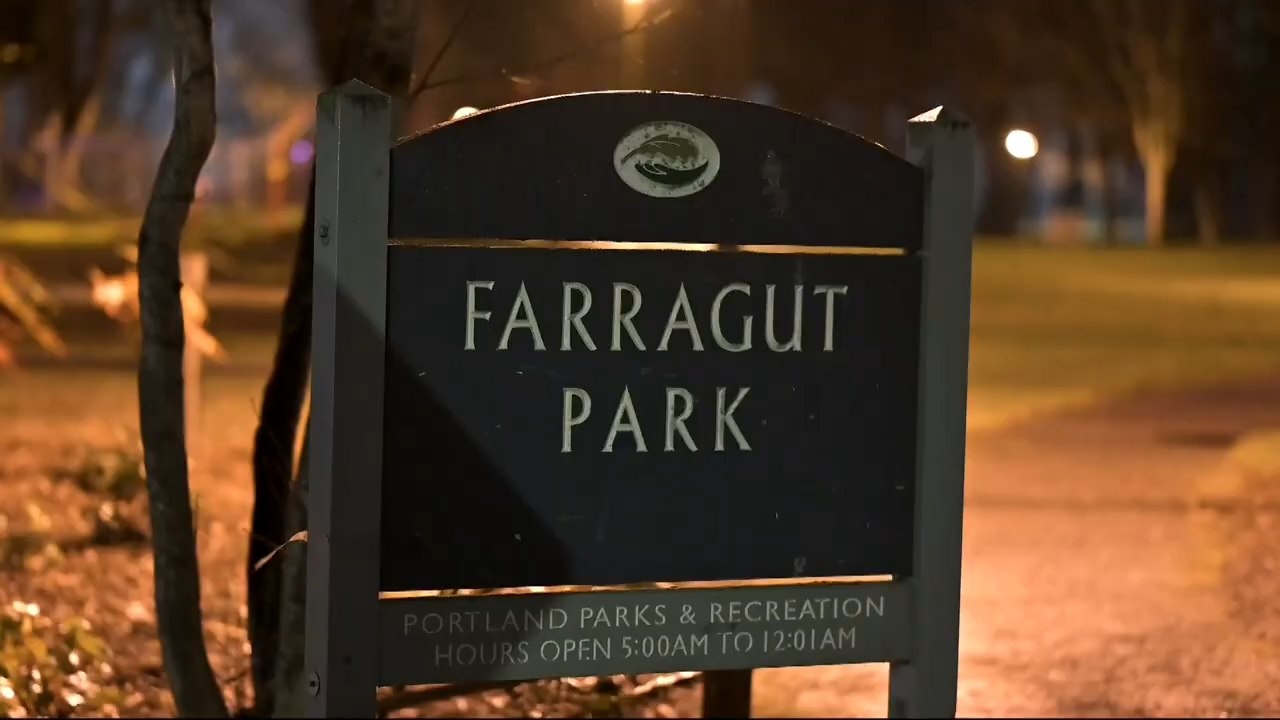 FARRAGUT
PARK
PORTLAND PARKS & RECREATION
HOURS OPEN 5:00AM TO 12:01AM